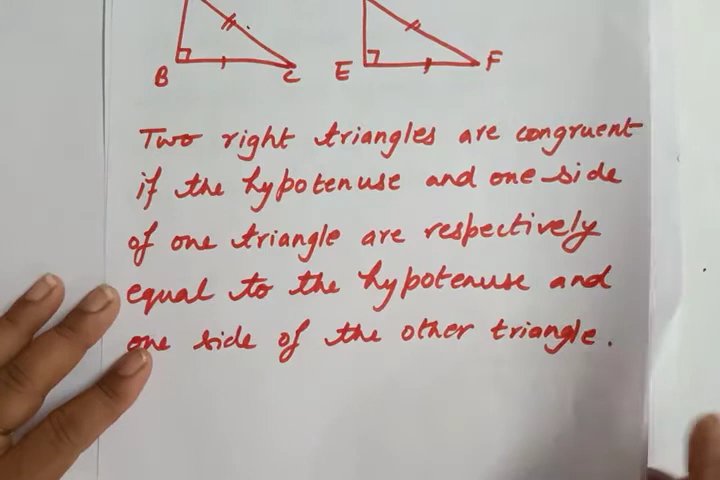 B C E F
Two right triangles are congruent
if the hypotenuse and one side
of one triangle are respectively
equal to the hypotenuse and
one side of the other triangle.